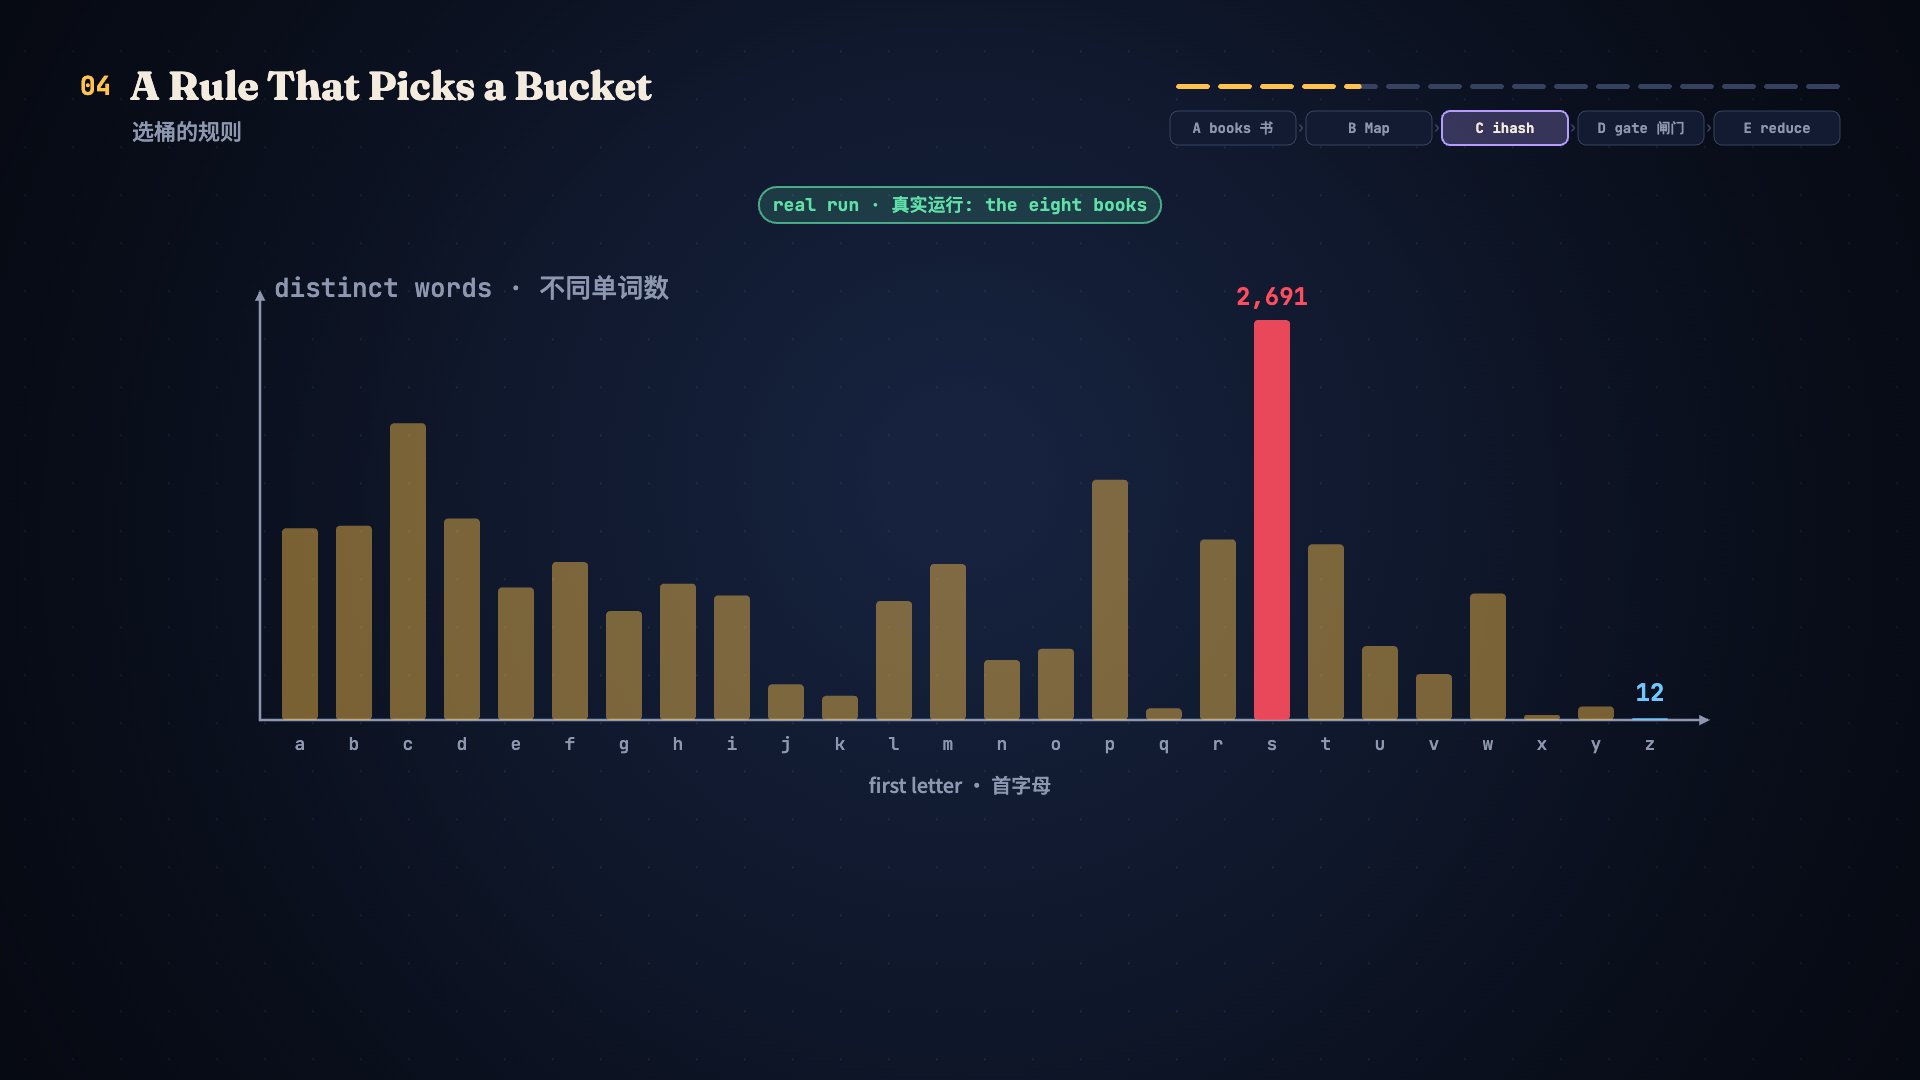 04 A Rule That Picks a Bucket
选桶的规则
A books 书 › B Map › C ihash › D gate 闸门 › E reduce
real run · 真实运行: the eight books
distinct words · 不同单词数
2,691
12
a b c d e f g h i j k l m n o p q r s t u v w x y z
first letter · 首字母